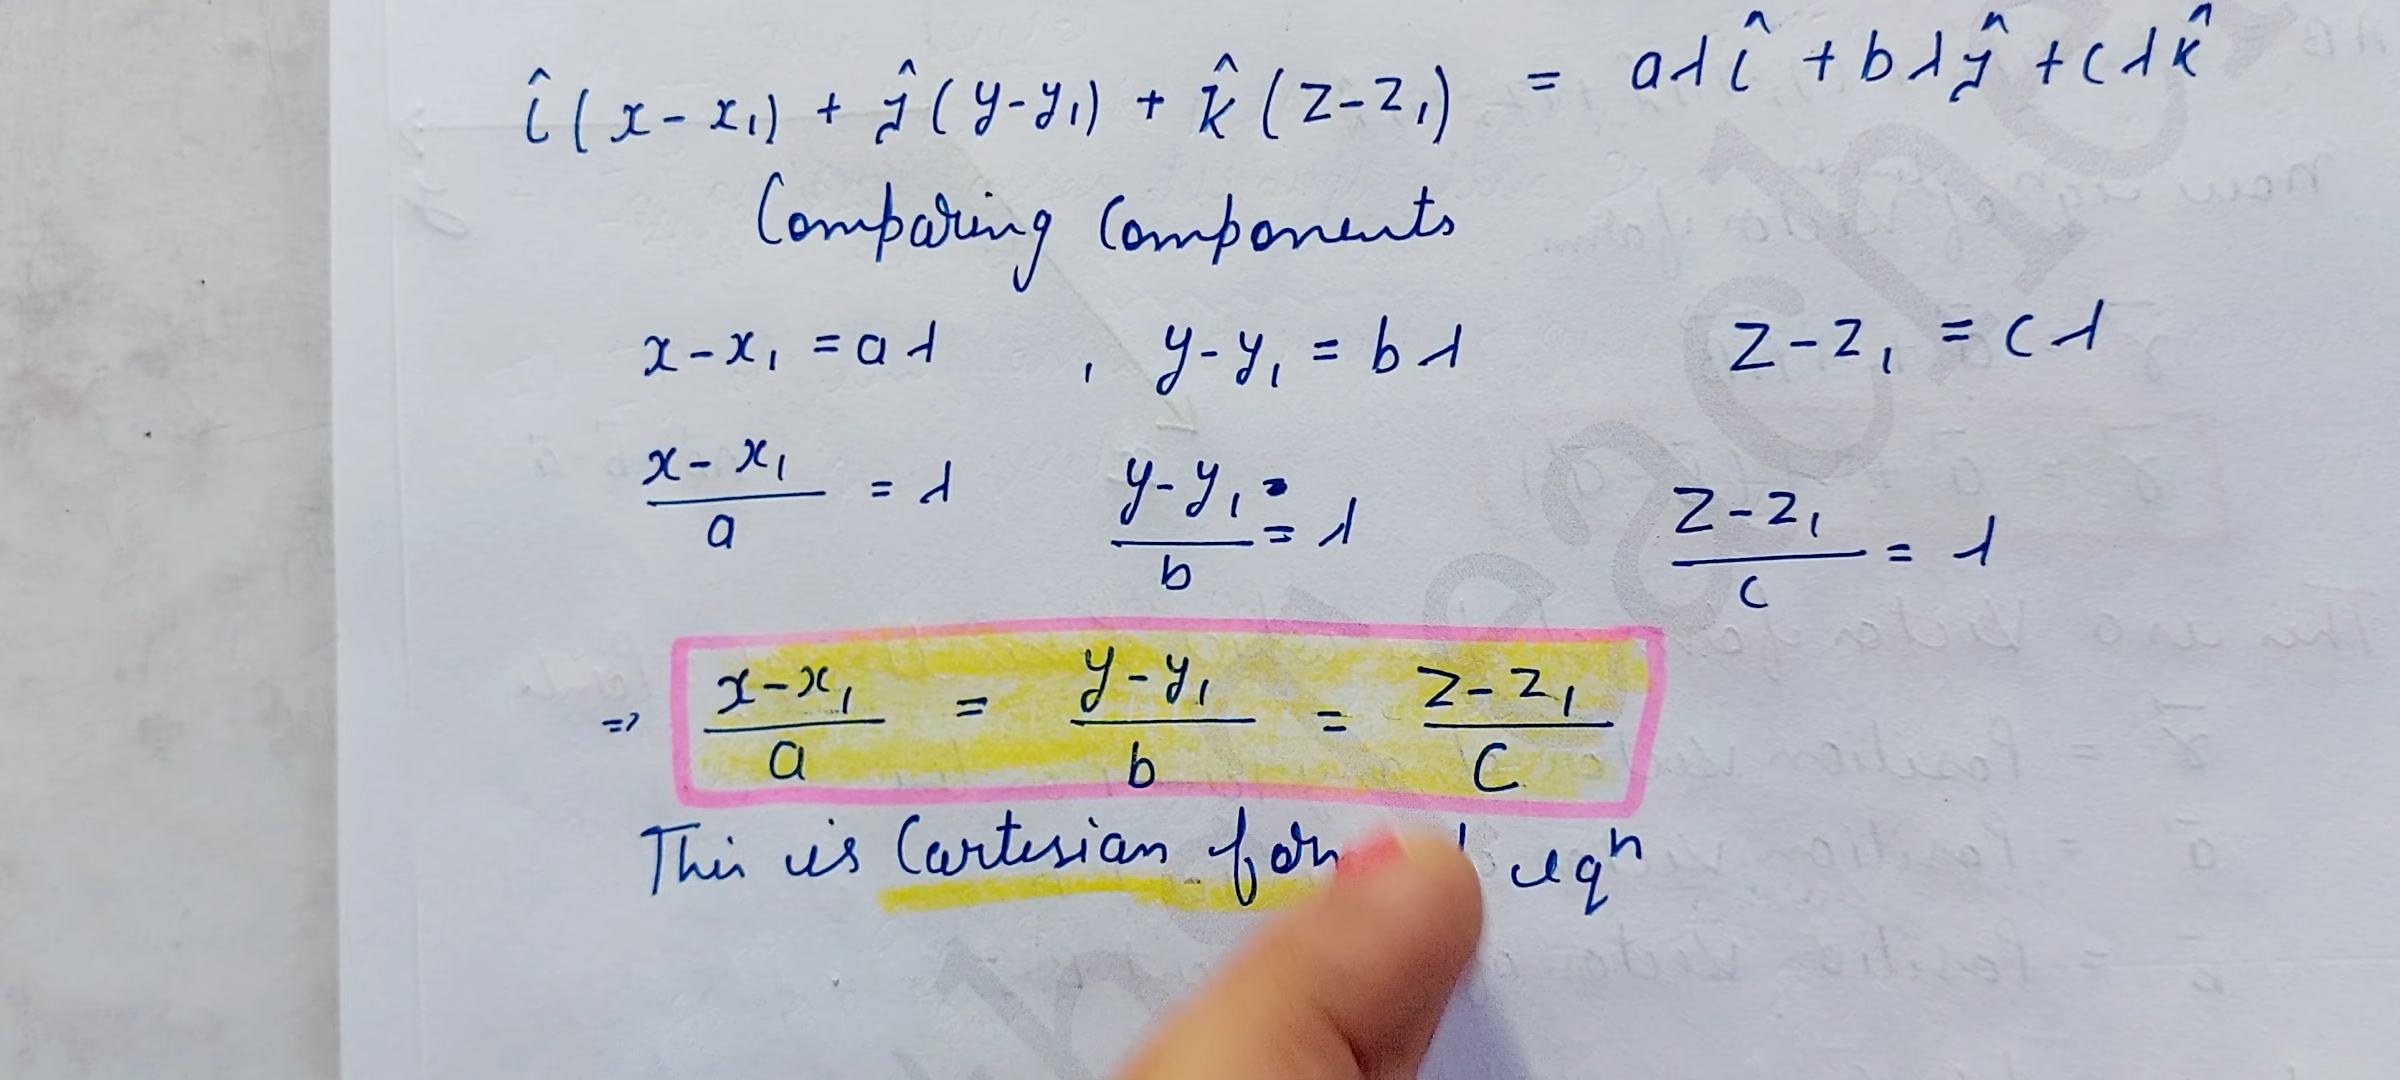 î(x-x₁) + ĵ(y-y₁) + k̂(z-z₁) = aλî + bλĵ + cλk̂
Comparing Components
x-x₁ = aλ , y-y₁ = bλ z-z₁ = cλ
(x-x₁)/a = λ (y-y₁)/b = λ (z-z₁)/c = λ
⇒ (x-x₁)/a = (y-y₁)/b = (z-z₁)/c
This is Cartesian eqⁿ